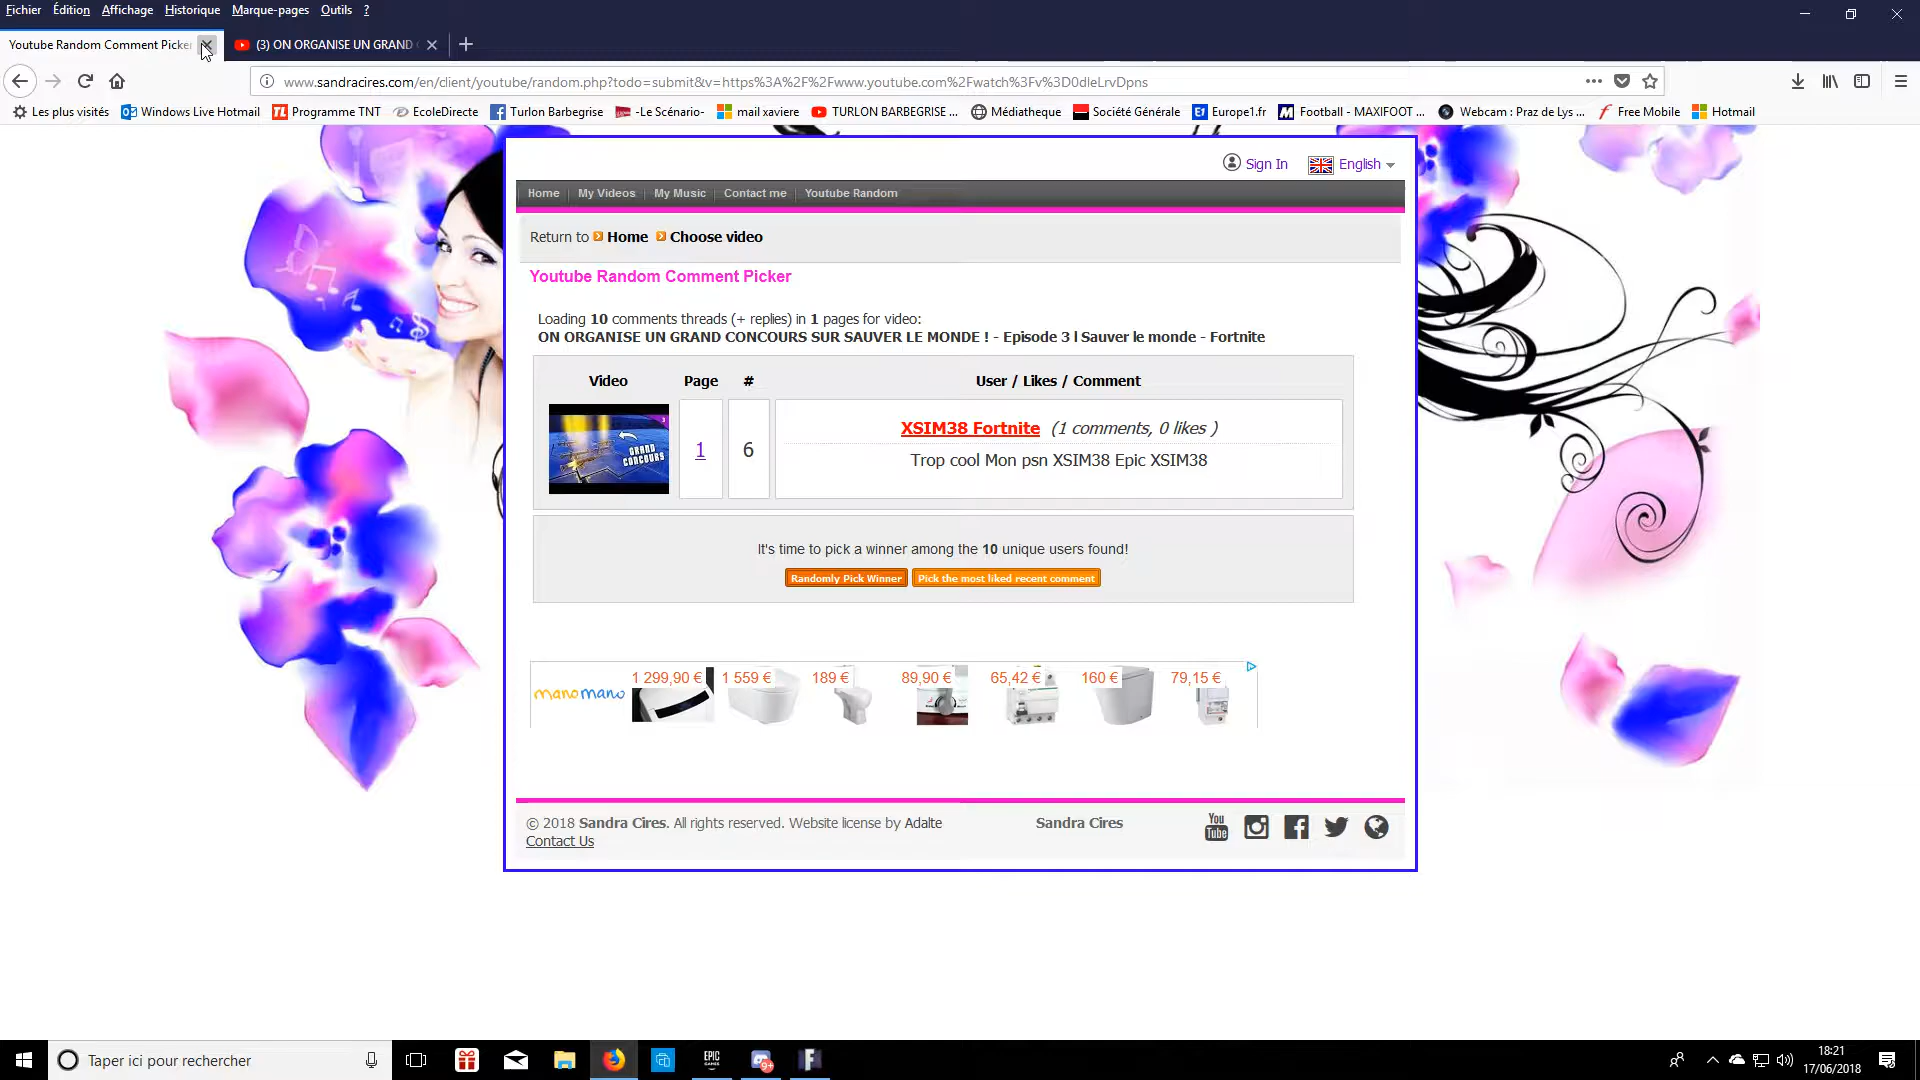 Fichier Édition Affichage Historique Marque-pages Outils ?
Youtube Random Comment Picker (3) ON ORGANISE UN GRAND
www.sandracires.com/en/client/youtube/random.php?todo=submit&v=https%3A%2F%2Fwww.youtube.com%2Fwatch%3Fv%3D0dleLrvDpns
Les plus visités Windows Live Hotmail Programme TNT EcoleDirecte Turlon Barbegrise -Le Scénario- mail xaviere TURLON BARBEGRISE ... Médiatheque Société Générale Europe1.fr Football - MAXIFOOT ... Webcam : Praz de Lys ... Free Mobile Hotmail
Sign In English
Home My Videos My Music Contact me Youtube Random
Return to Home Choose video
Youtube Random Comment Picker
Loading 10 comments threads (+ replies) in 1 pages for video:
ON ORGANISE UN GRAND CONCOURS SUR SAUVER LE MONDE ! - Episode 3 l Sauver le monde - Fortnite
Video Page # User / Likes / Comment
GRAND CONCOURS
1 6
XSIM38 Fortnite (1 comments, 0 likes )
Trop cool Mon psn XSIM38 Epic XSIM38
It's time to pick a winner among the 10 unique users found!
Randomly Pick Winner Pick the most liked recent comment
1 299,90 € 1 559 € 189 € 89,90 € 65,42 € 160 € 79,15 €
manomano
© 2018 Sandra Cires. All rights reserved. Website license by Adalte Sandra Cires You Tube
Contact Us
Taper ici pour rechercher EPIC GAMES 9+ 18:21
17/06/2018